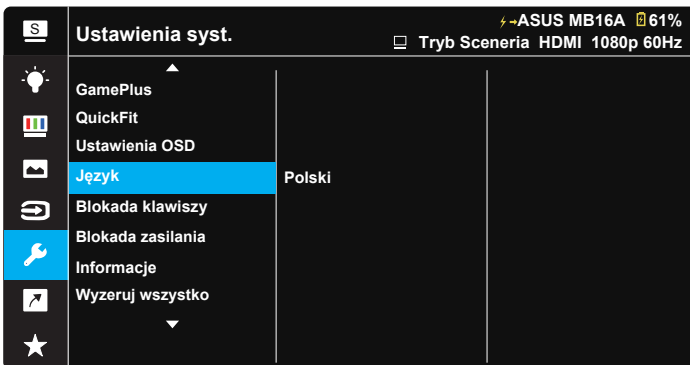 S
Ustawienia syst.
ASUS MB16A 61%
Tryb Sceneria HDMI 1080p 60Hz
GamePlus
QuickFit
Ustawienia OSD
Język Polski
Blokada klawiszy
Blokada zasilania
Informacje
Wyzeruj wszystko